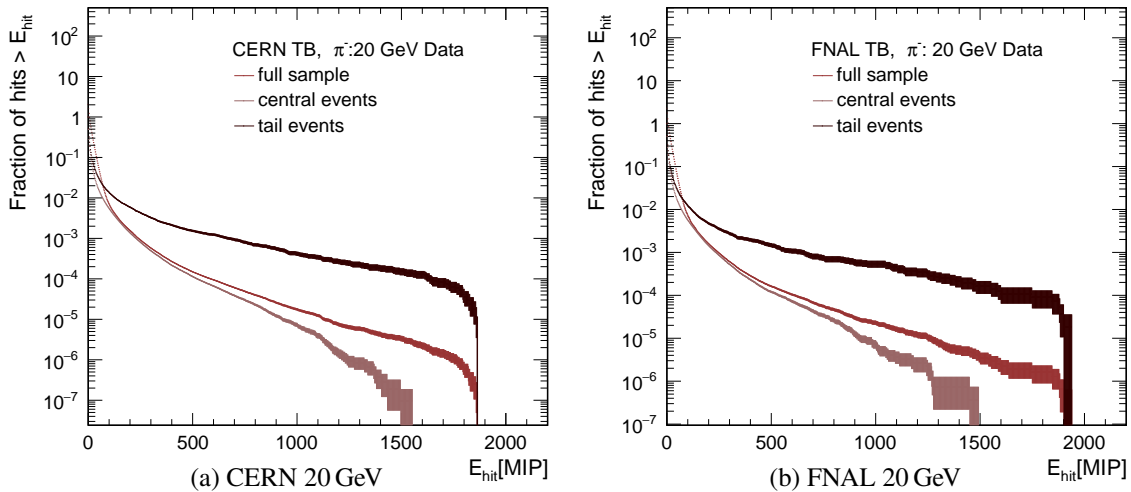 Fraction of hits > E_hit
10²
10
1
10⁻¹
10⁻²
10⁻³
10⁻⁴
10⁻⁵
10⁻⁶
10⁻⁷
CERN TB, π⁻:20 GeV Data
full sample
central events
tail events
0 500 1000 1500 2000
E_hit[MIP]
(a) CERN 20 GeV
Fraction of hits > E_hit
10²
10
1
10⁻¹
10⁻²
10⁻³
10⁻⁴
10⁻⁵
10⁻⁶
10⁻⁷
FNAL TB, π⁻: 20 GeV Data
full sample
central events
tail events
0 500 1000 1500 2000
E_hit[MIP]
(b) FNAL 20 GeV